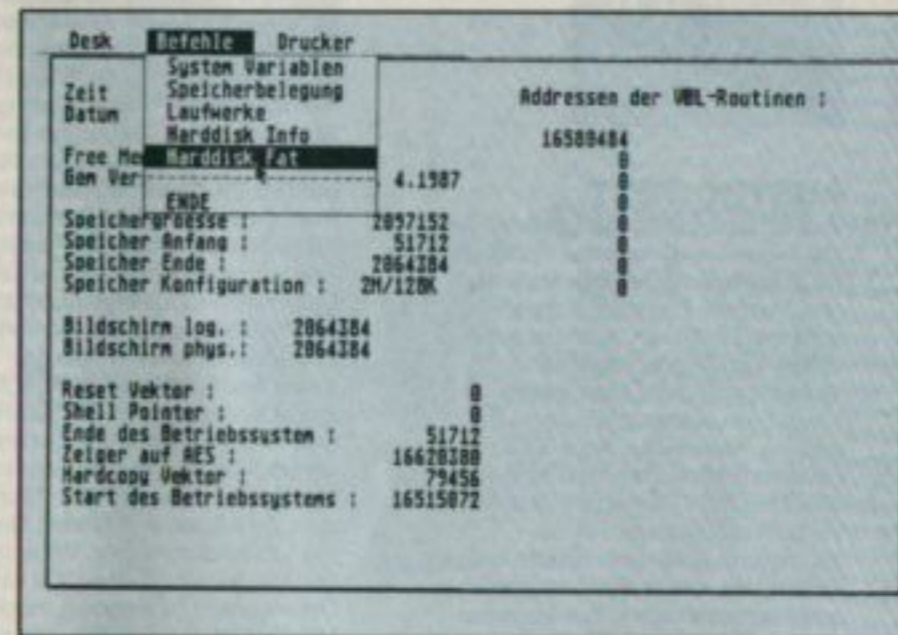 Desk Befehle Drucker
System Variablen
Speicherbelegung
Laufwerke
Harddisk Info
Harddisk Fat
ENDE
Zeit
Datum
Free Me
Gem Ver 4.1987
Speichergroesse : 2097152
Speicher Anfang : 51712
Speicher Ende : 2064384
Speicher Konfiguration : 2M/128K
Bildschirm log. : 2064384
Bildschirm phys.: 2064384
Reset Vektor : 0
Shell Pointer : 0
Ende des Betriebssystem : 51712
Zeiger auf AES :
Hardcopy Vektor : 79456
Start des Betriebssystems : 16515072
Addressen der VBL-Routinen :
0
0
0
0
0
0
0